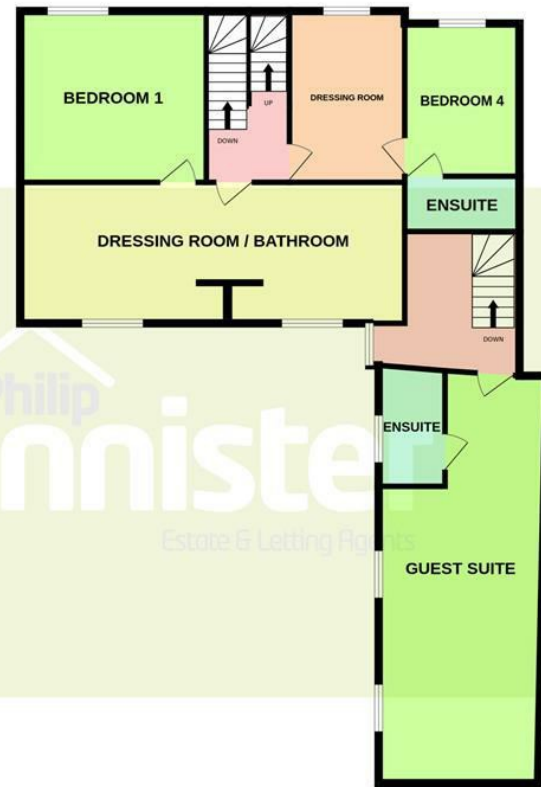 BEDROOM 1
DRESSING ROOM
BEDROOM 4
UP
DOWN
ENSUITE
DRESSING ROOM / BATHROOM
DOWN
ENSUITE
GUEST SUITE
Philip
nnister
Estate & Letting Agents